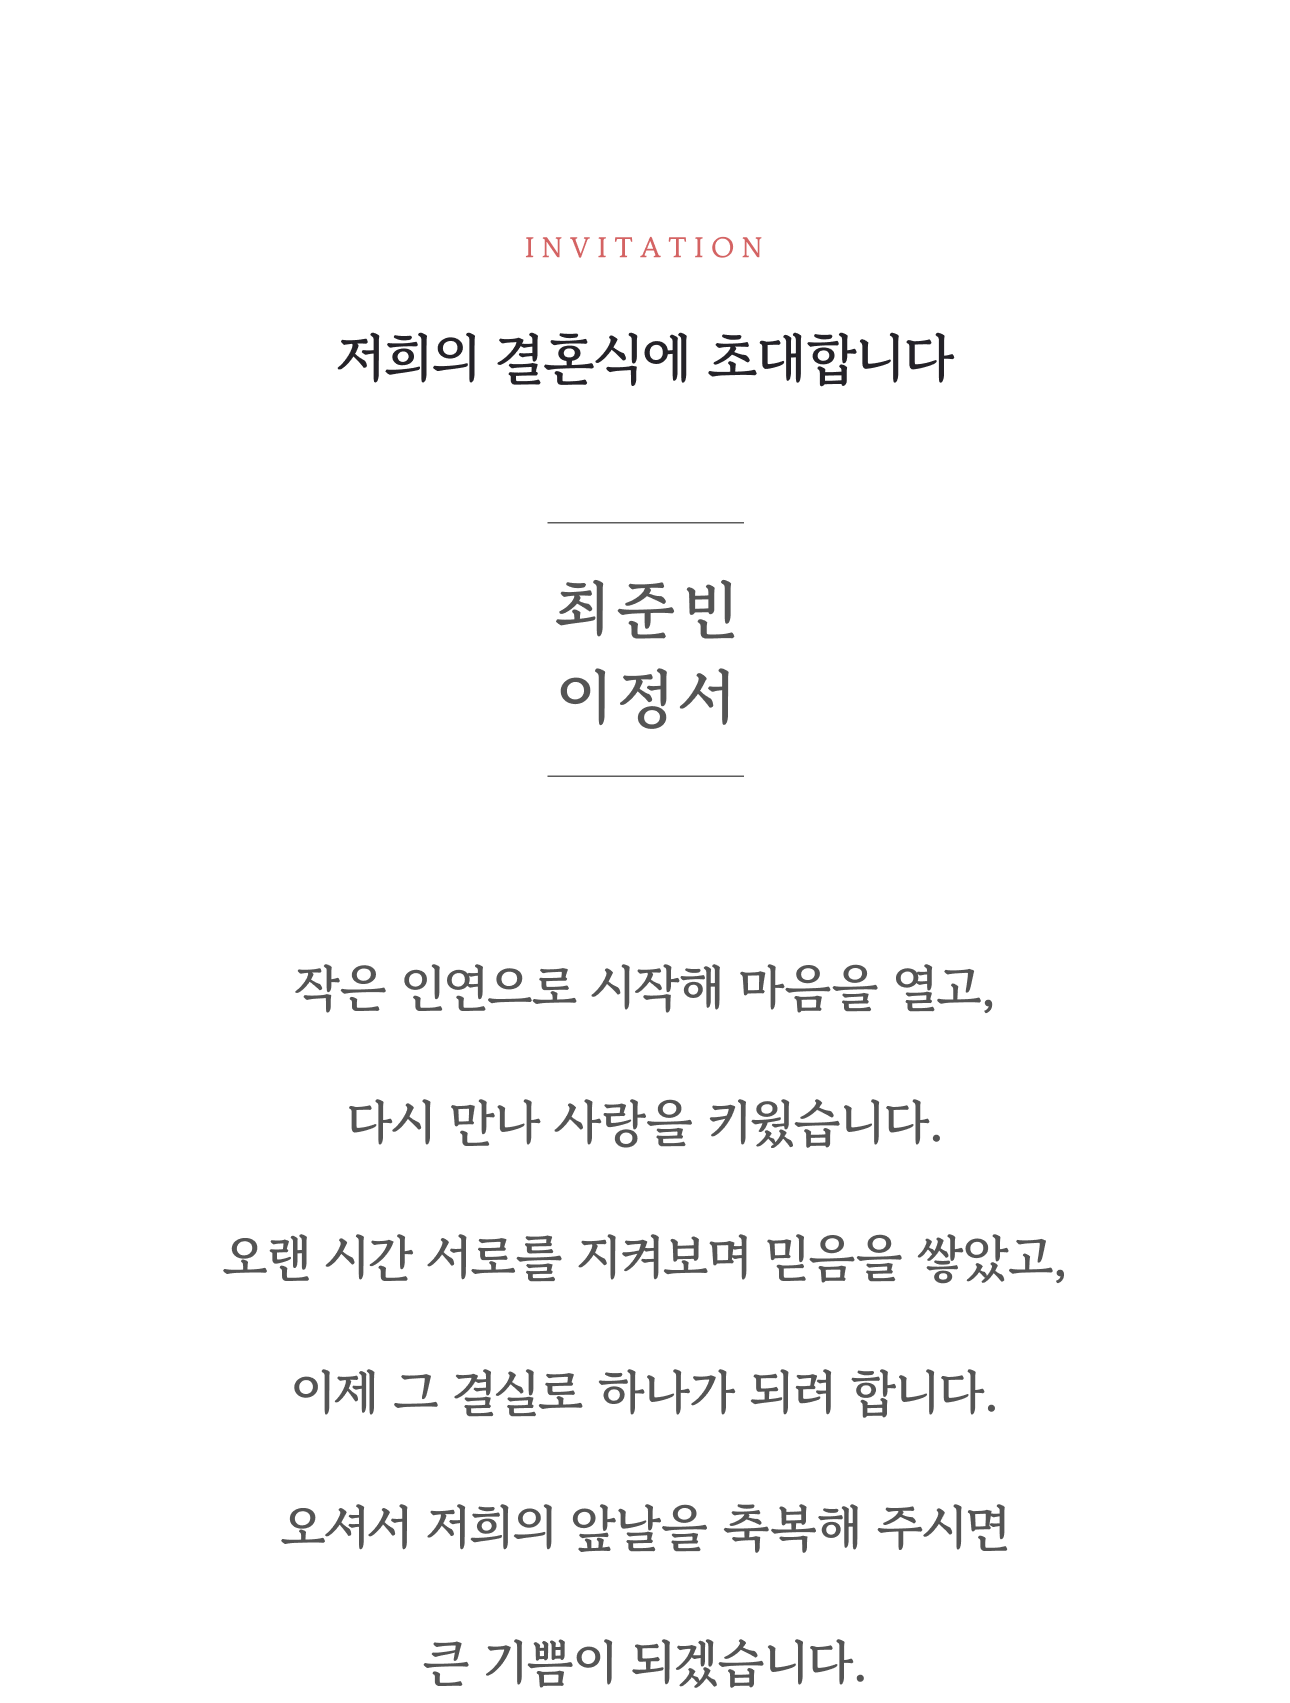 INVITATION
저희의 결혼식에 초대합니다
최준빈
이정서
작은 인연으로 시작해 마음을 열고,
다시 만나 사랑을 키웠습니다.
오랜 시간 서로를 지켜보며 믿음을 쌓았고,
이제 그 결실로 하나가 되려 합니다.
오셔서 저희의 앞날을 축복해 주시면
큰 기쁨이 되겠습니다.